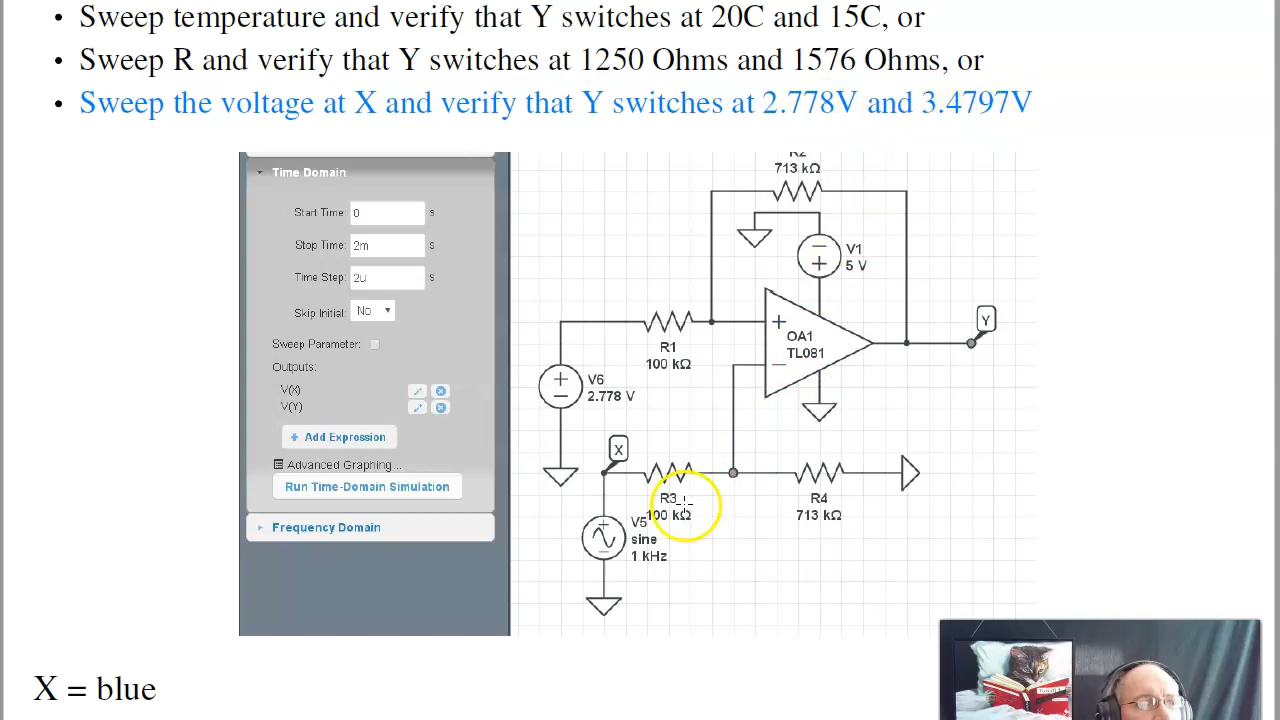 • Sweep temperature and verify that Y switches at 20C and 15C, or
• Sweep R and verify that Y switches at 1250 Ohms and 1576 Ohms, or
• Sweep the voltage at X and verify that Y switches at 2.778V and 3.4797V
Time Domain
Start Time: 0 s
Stop Time: 2m s
Time Step: 2u s
Skip Initial: No
Sweep Parameter:
Outputs:
V(X)
V(Y)
+ Add Expression
Advanced Graphing...
Run Time-Domain Simulation
Frequency Domain
R2
713 kΩ
V1
5 V
R1
100 kΩ
OA1
TL081
Y
V6
2.778 V
X
R3
100 kΩ
R4
713 kΩ
V5
sine
1 kHz
X = blue